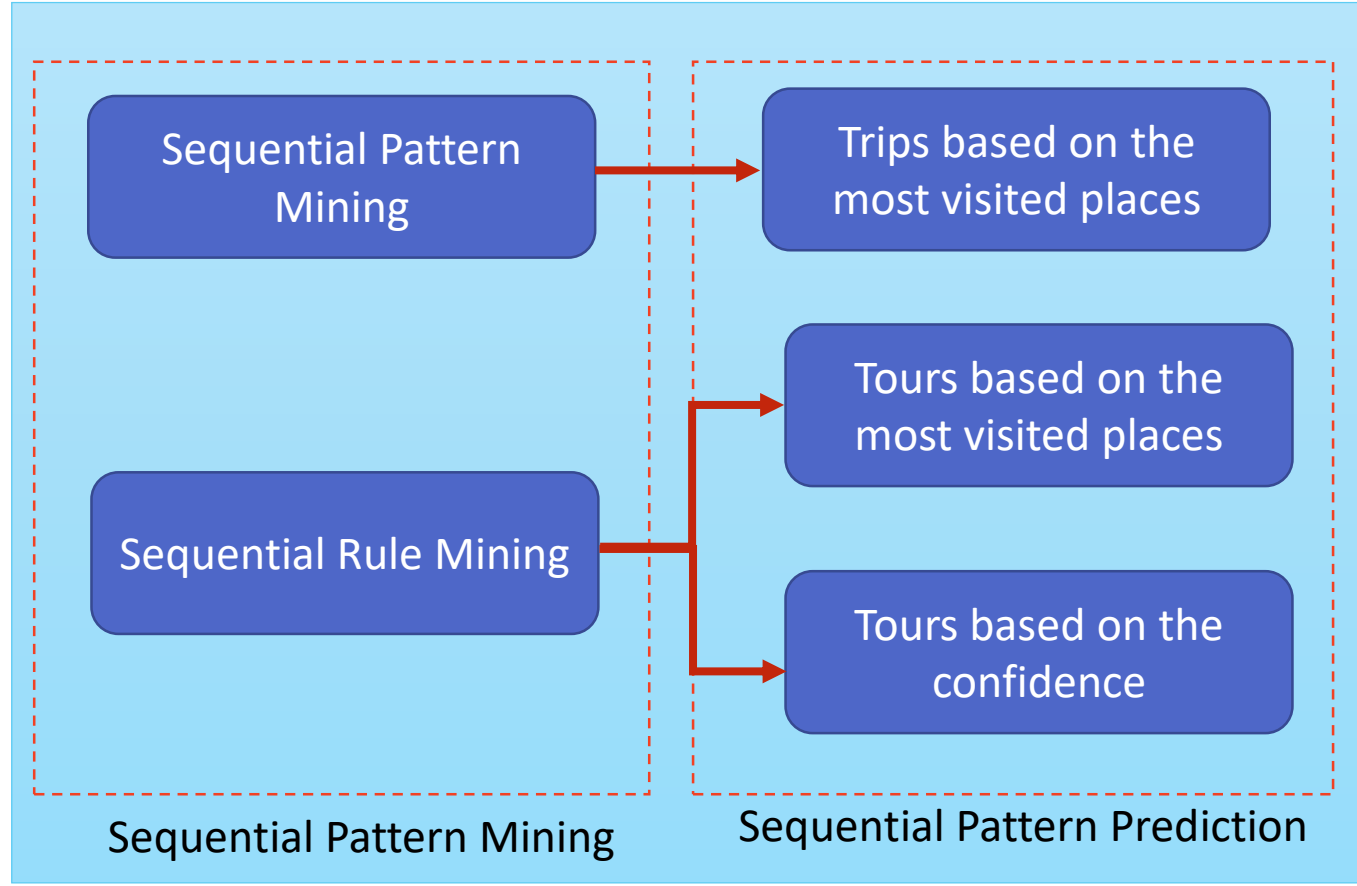 Sequential Pattern
Mining
Trips based on the
most visited places
Tours based on the
most visited places
Sequential Rule Mining
Tours based on the
confidence
Sequential Pattern Mining
Sequential Pattern Prediction